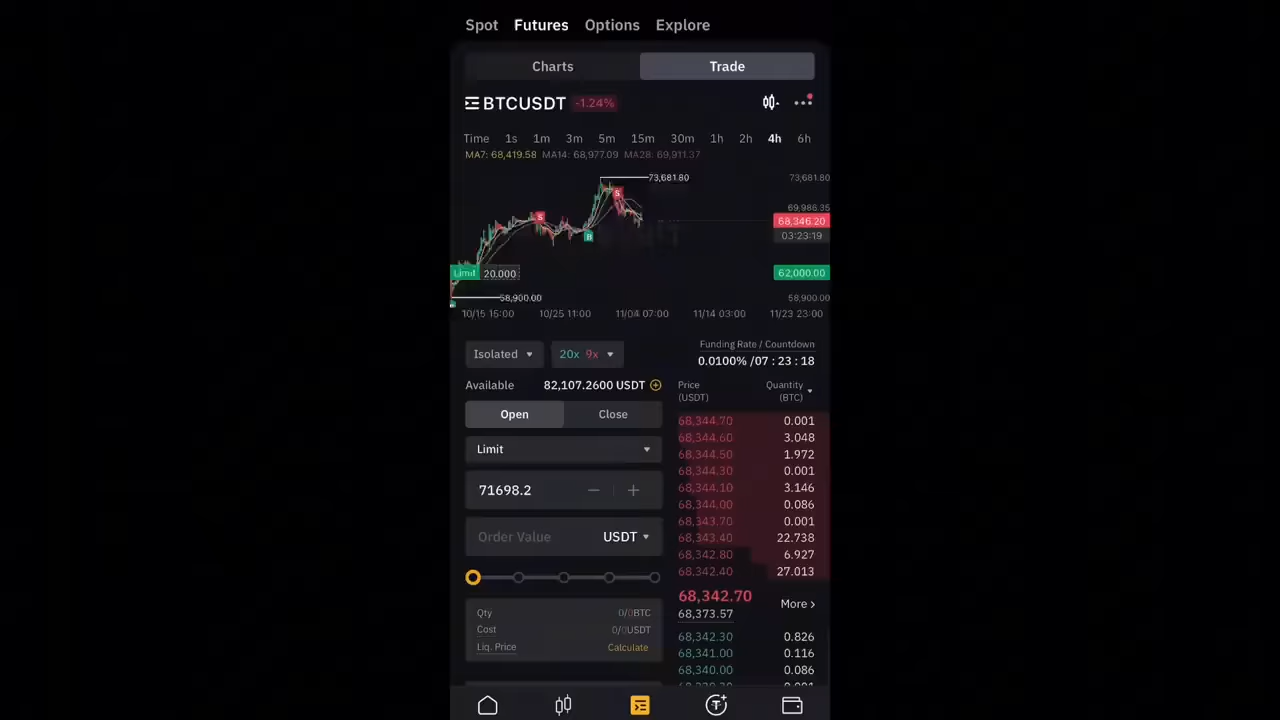 Spot Futures Options Explore
Charts Trade
BTCUSDT -1.24%
Time 1s 1m 3m 5m 15m 30m 1h 2h 4h 6h
MA7: 68,419.58 MA14: 68,977.09 MA28: 69,911.37
73,681.80 73,681.80
S
69,986.35
S 68,346.20
B 03:23:19
Limit 20.000 62,000.00
58,900.00 58,900.00
10/15 15:00 10/25 11:00 11/04 07:00 11/14 03:00 11/23 23:00
Isolated 20x 9x
Funding Rate / Countdown
0.0100% /07 : 23 : 18
Available 82,107.2600 USDT
Price Quantity
(USDT) (BTC)
Open Close
68,344.70 0.001
68,344.60 3.048
Limit
68,344.50 1.972
68,344.30 0.001
71698.2
68,344.10 3.146
68,344.00 0.086
68,343.70 0.001
Order Value USDT
68,343.40 22.738
68,342.80 6.927
68,342.40 27.013
68,342.70
68,373.57
More
Qty 0/0BTC
Cost 0/0USDT
Liq. Price Calculate
68,342.30 0.826
68,341.00 0.116
68,340.00 0.086